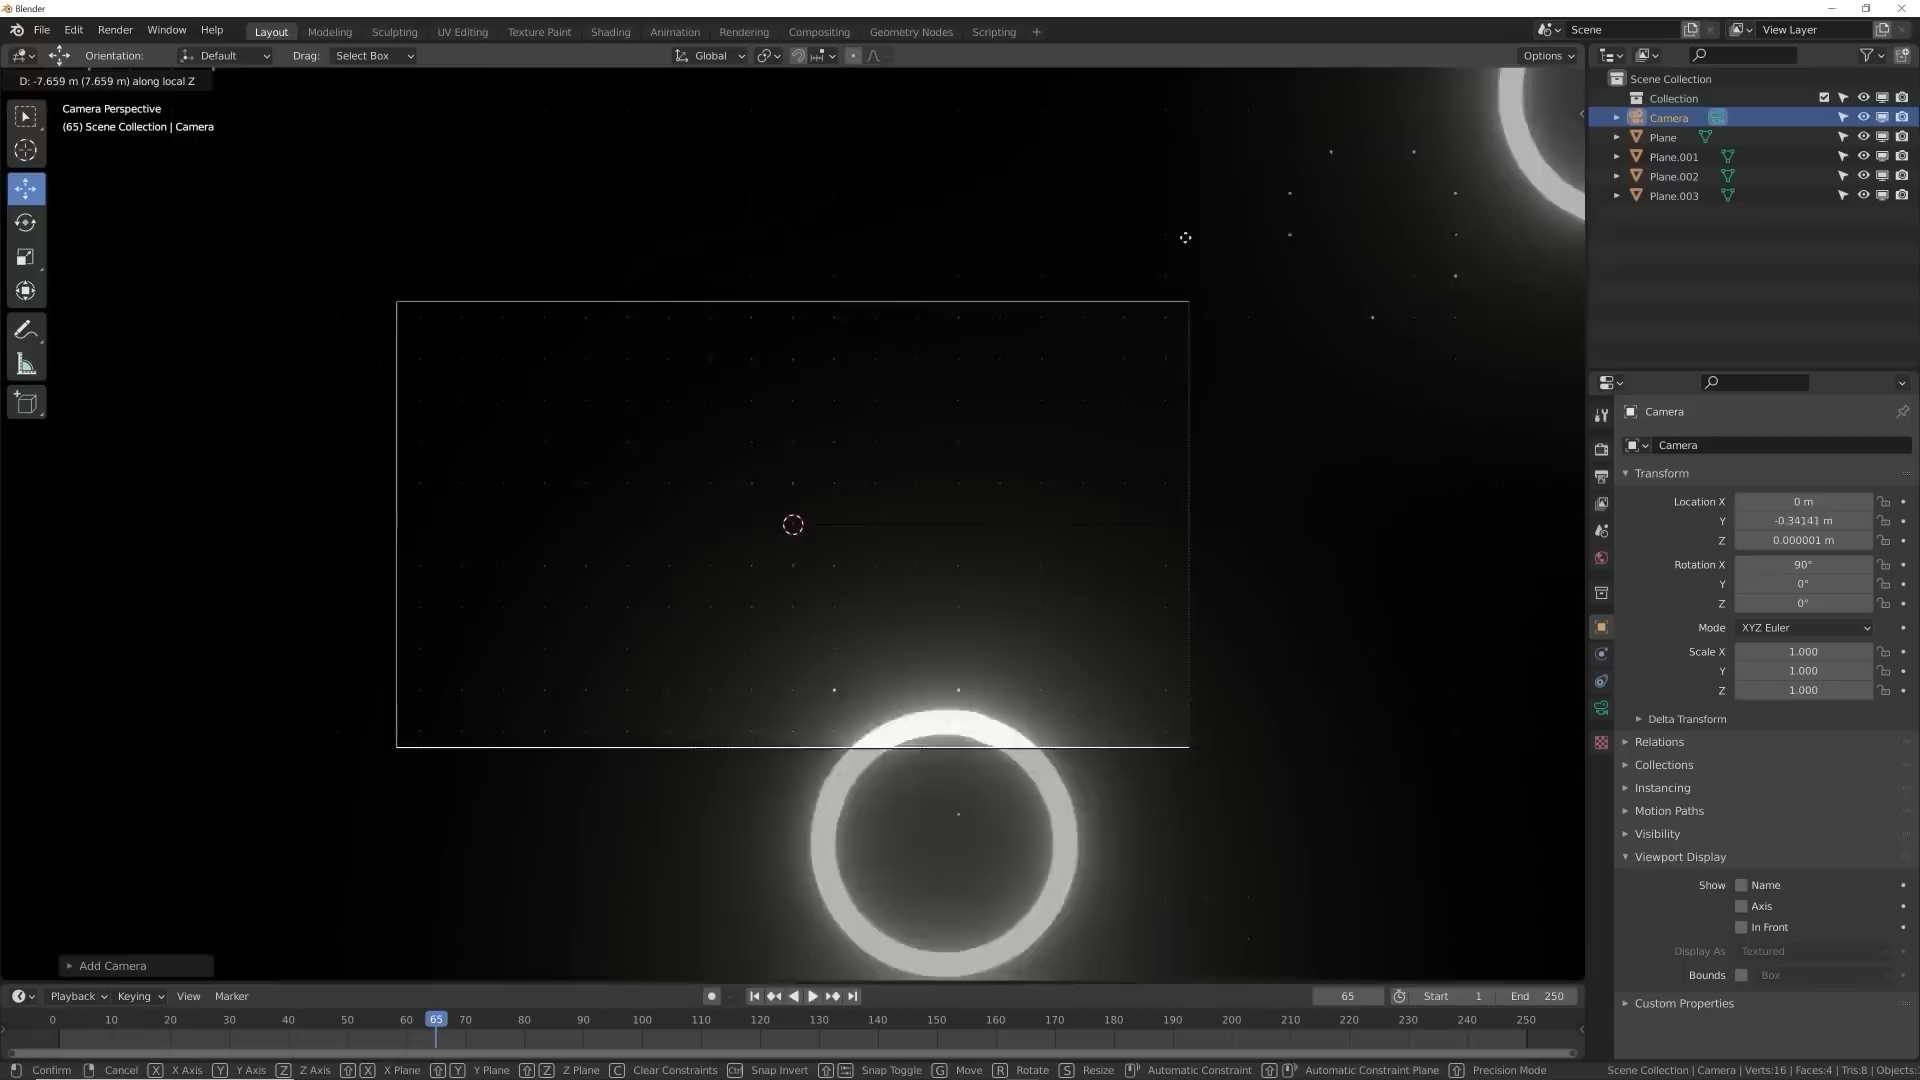 Blender
File Edit Render Window Help Layout Modeling Sculpting UV Editing Texture Paint Shading Animation Rendering Compositing Geometry Nodes Scripting + Scene View Layer
Orientation: Default Drag: Select Box Global Options
D: -7.659 m (7.659 m) along local Z
Camera Perspective
(65) Scene Collection | Camera
Scene Collection
Collection
Camera
Plane
Plane.001
Plane.002
Plane.003
Camera
Camera
Transform
Location X 0 m
Y -0.34141 m
Z 0.000001 m
Rotation X 90°
Y 0°
Z 0°
Mode XYZ Euler
Scale X 1.000
Y 1.000
Z 1.000
Delta Transform
Relations
Collections
Instancing
Motion Paths
Visibility
Viewport Display
Show Name
Axis
In Front
Display As Textured
Bounds Box
Custom Properties
Add Camera
Playback Keying View Marker 65 Start 1 End 250
0 10 20 30 40 50 60 65 70 80 90 100 110 120 130 140 150 160 170 180 190 200 210 220 230 240 250
Confirm Cancel X X Axis Y Y Axis Z Z Axis X X Plane Y Y Plane Z Z Plane C Clear Constraints Ctrl Snap Invert Snap Toggle G Move R Rotate S Resize Automatic Constraint Automatic Constraint Plane Precision Mode Scene Collection | Camera | Verts:16 | Faces:4 | Tris:8 | Objects: